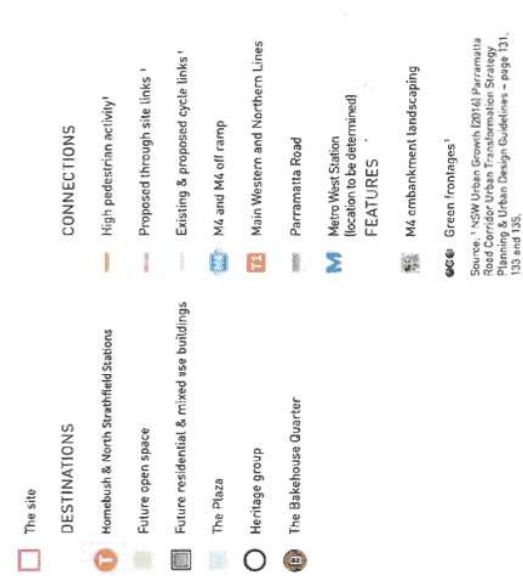 The site
DESTINATIONS
T Homebush & North Strathfield Stations
Future open space
Future residential & mixed use buildings
The Plaza
Heritage group
B The Bakehouse Quarter
CONNECTIONS
High pedestrian activity¹
Proposed through site links ¹
Existing & proposed cycle links ¹
M4 M4 and M4 off ramp
T1 Main Western and Northern Lines
Parramatta Road
M Metro West Station
(location to be determined)
FEATURES
M4 embankment landscaping
Green frontages¹
Source: ¹ NSW Urban Growth (2016) Parramatta
Road Corridor Urban Transformation Strategy
Planning & Urban Design Guidelines – page 131,
133 and 135.